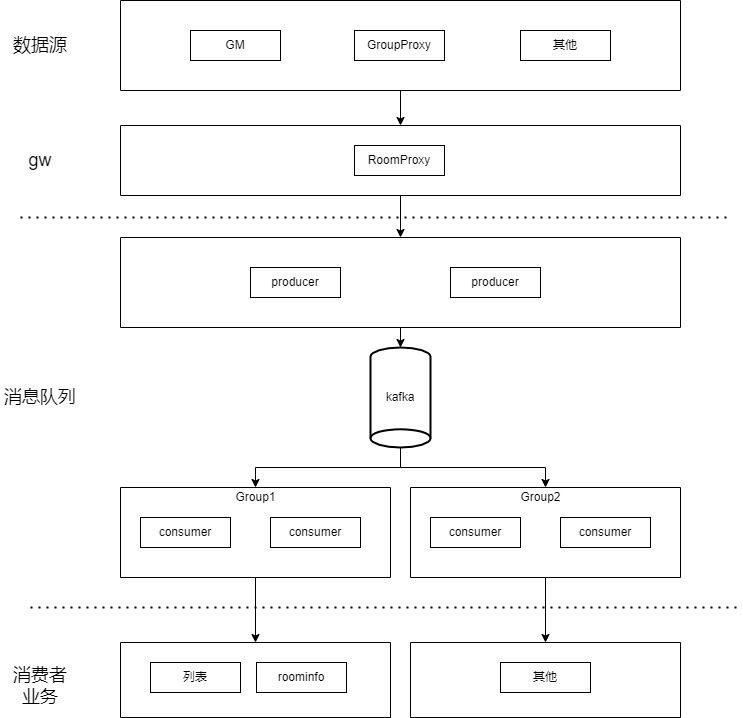 数据源
GM
GroupProxy
其他
gw
RoomProxy
producer
producer
消息队列
kafka
Group1
consumer
consumer
Group2
consumer
consumer
消费者
业务
列表
roominfo
其他